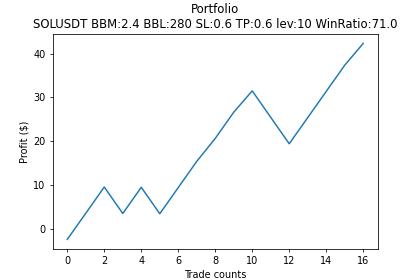 Portfolio
SOLUSDT BBM:2.4 BBL:280 SL:0.6 TP:0.6 lev:10 WinRatio:71.0
40
30
20
10
0
Profit ($)
0 2 4 6 8 10 12 14 16
Trade counts